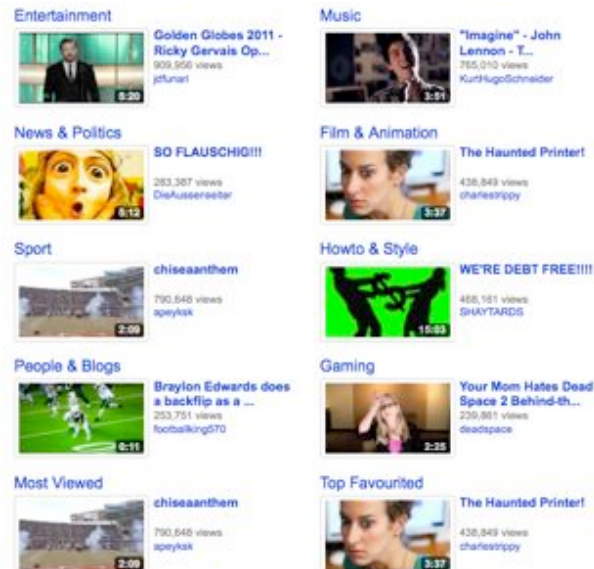 Entertainment
Golden Globes 2011 -
Ricky Gervais Op...
909,956 views
jdfunari
5:20
Music
"Imagine" - John
Lennon - T...
765,010 views
KurtHugoSchneider
3:51
News & Politics
SO FLAUSCHIG!!!
283,387 views
DieAussenseiter
5:12
Film & Animation
The Haunted Printer!
438,849 views
charlestrippy
3:37
Sport
chiseaanthem
790,648 views
apeyksk
2:09
Howto & Style
WE'RE DEBT FREE!!!!
468,161 views
SHAYTARDS
15:03
People & Blogs
Braylon Edwards does
a backflip as a ...
253,751 views
footballking570
0:11
Gaming
Your Mom Hates Dead
Space 2 Behind-th...
239,861 views
deadspace
2:25
Most Viewed
chiseaanthem
790,648 views
apeyksk
2:09
Top Favourited
The Haunted Printer!
438,849 views
charlestrippy
3:37